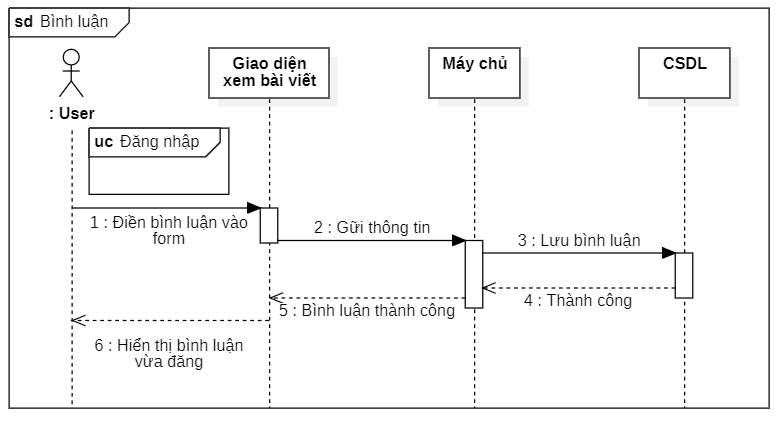 sd Bình luận
: User
Giao diện
xem bài viết
Máy chủ
CSDL
uc Đăng nhập
1 : Điền bình luận vào
form
2 : Gữi thông tin
3 : Lưu bình luận
4 : Thành công
5 : Bình luận thành công
6 : Hiển thị bình luận
vừa đăng